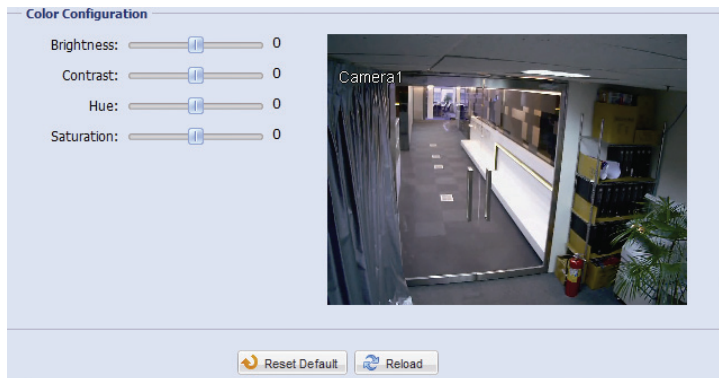 Color Configuration
Brightness: 0
Contrast: 0
Hue: 0
Saturation: 0
Camera1
Reset Default
Reload